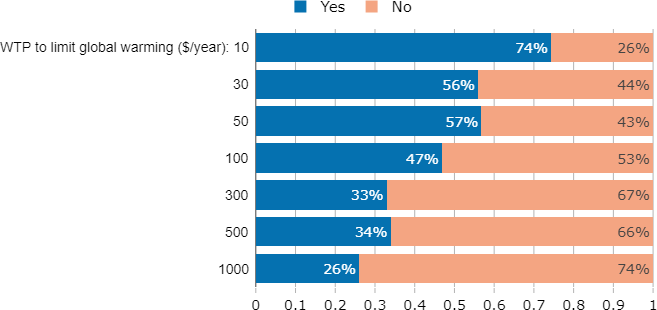 Yes No
WTP to limit global warming ($/year): 10 74% 26%
30 56% 44%
50 57% 43%
100 47% 53%
300 33% 67%
500 34% 66%
1000 26% 74%
0 0.1 0.2 0.3 0.4 0.5 0.6 0.7 0.8 0.9 1